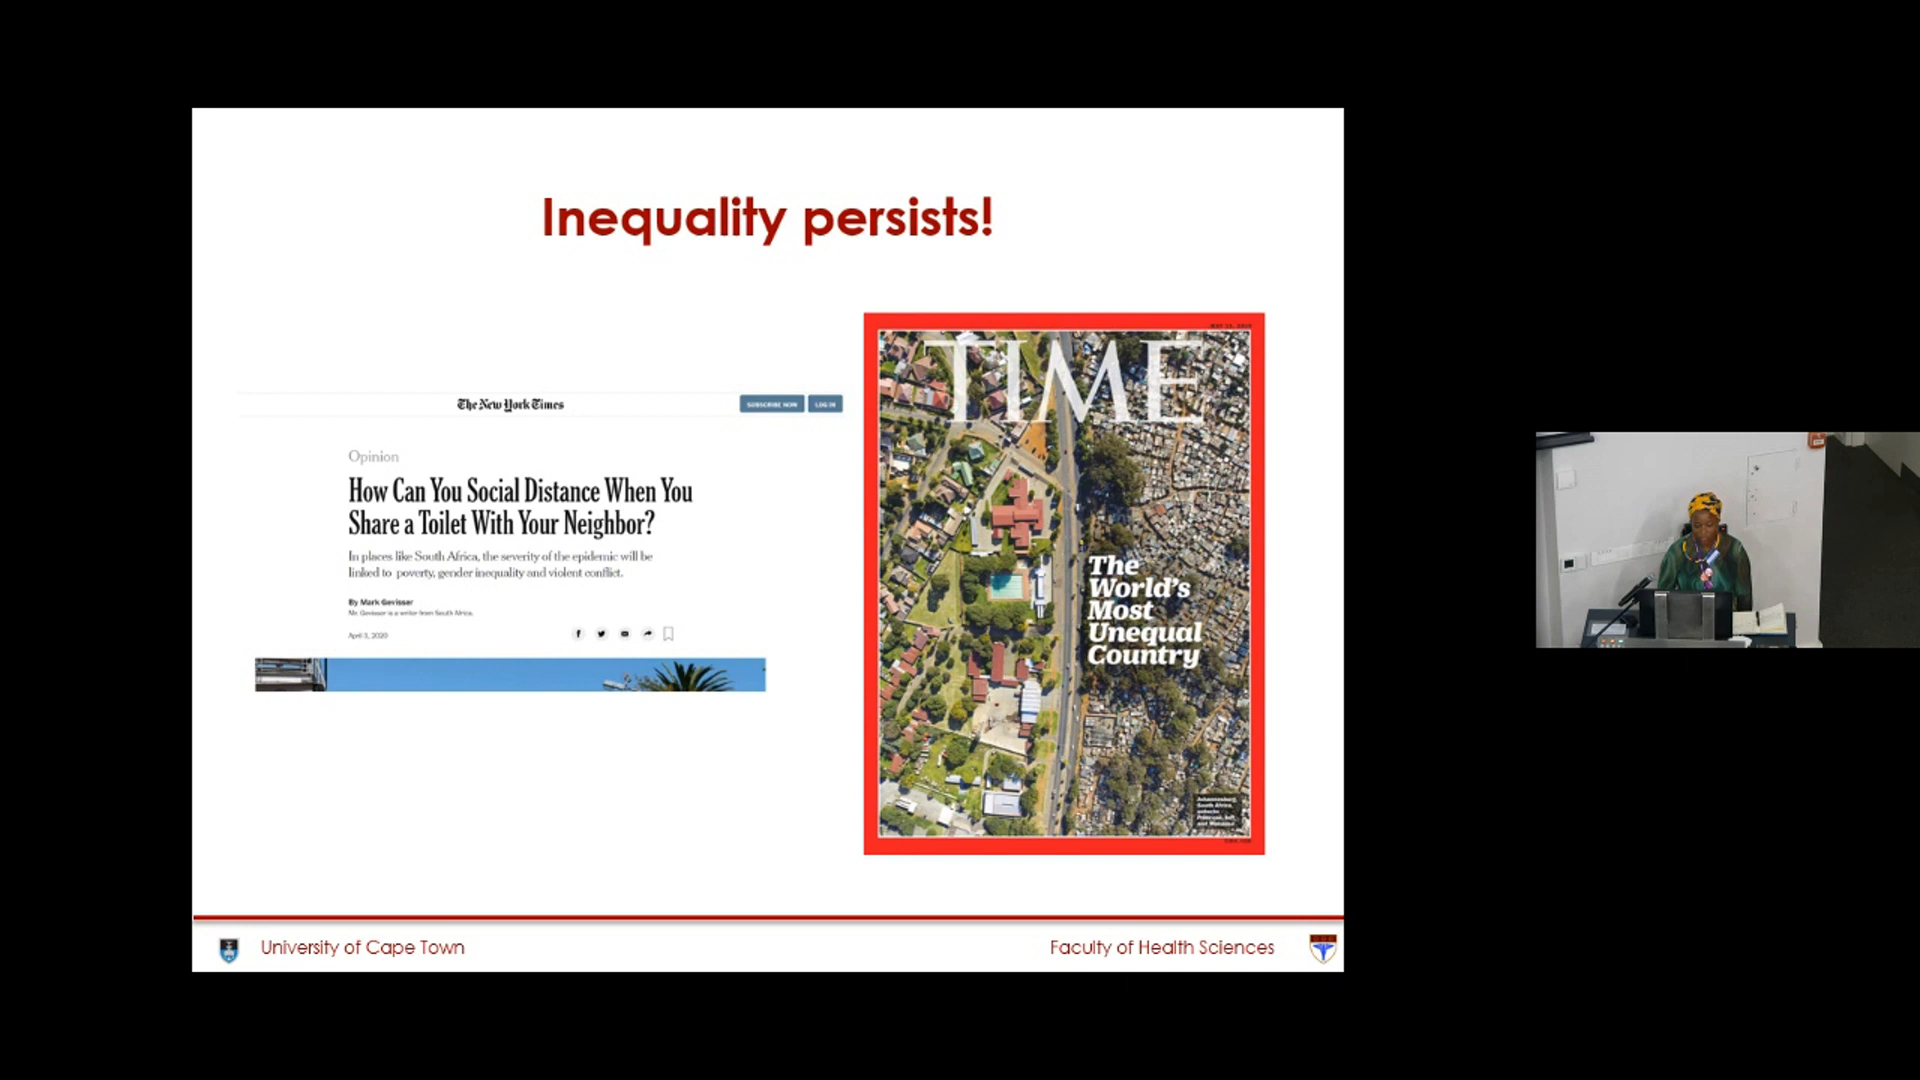 Inequality persists!
The New York Times
SUBSCRIBE NOW
LOG IN
Opinion
How Can You Social Distance When You
Share a Toilet With Your Neighbor?
In places like South Africa, the severity of the epidemic will be
linked to poverty, gender inequality and violent conflict.
By Mark Gevisser
Mr. Gevisser is a writer from South Africa.
April 3, 2020
TIME
The
World's
Most
Unequal
Country
Johannesburg,
South Africa,
University of Cape Town
Faculty of Health Sciences